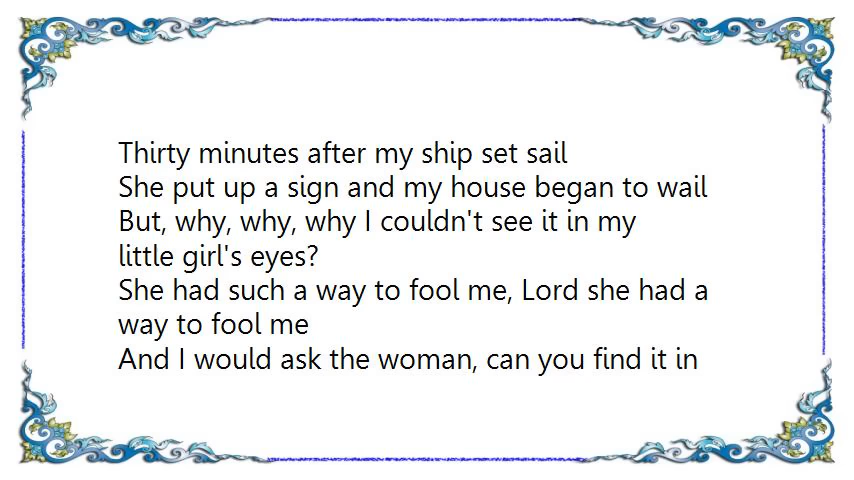 Thirty minutes after my ship set sail
She put up a sign and my house began to wail
But, why, why, why I couldn't see it in my
little girl's eyes?
She had such a way to fool me, Lord she had a
way to fool me
And I would ask the woman, can you find it in